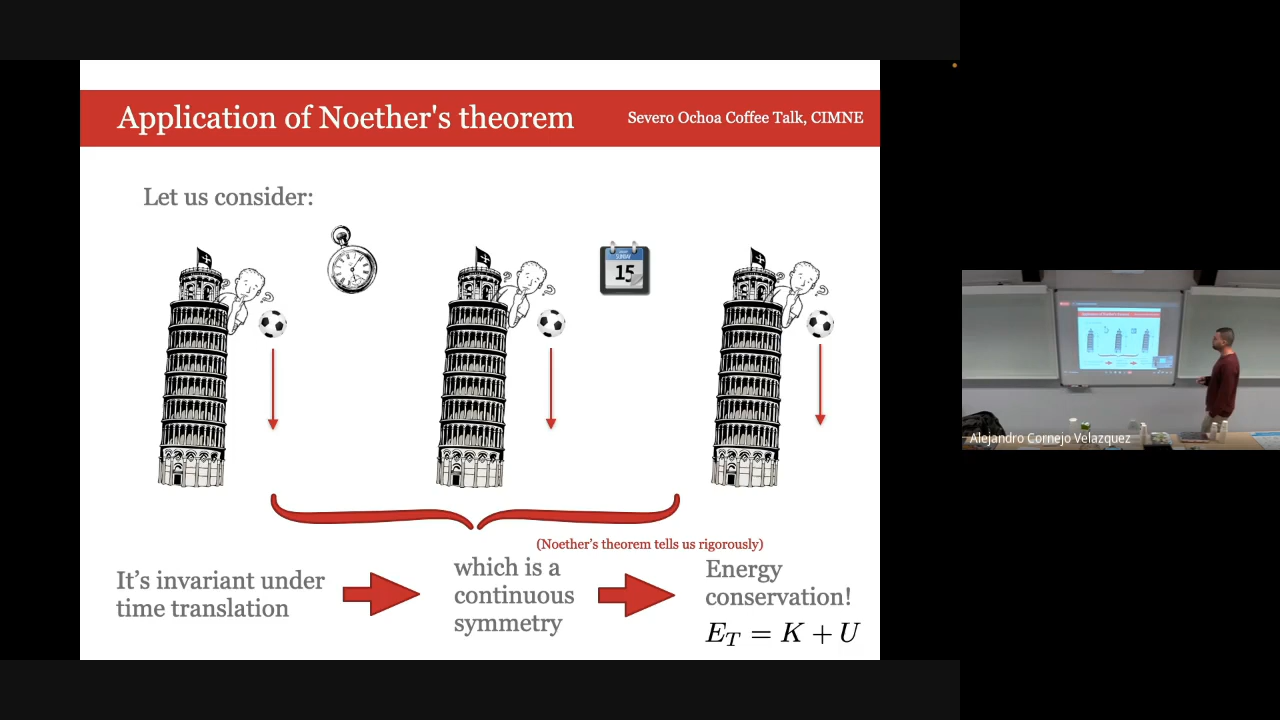 Application of Noether's theorem
Severo Ochoa Coffee Talk, CIMNE
Let us consider:
SUNDAY
15
(Noether's theorem tells us rigorously)
It's invariant under
time translation
which is a
continuous
symmetry
Energy
conservation!
E_T = K + U
Alejandro Cornejo Velazquez